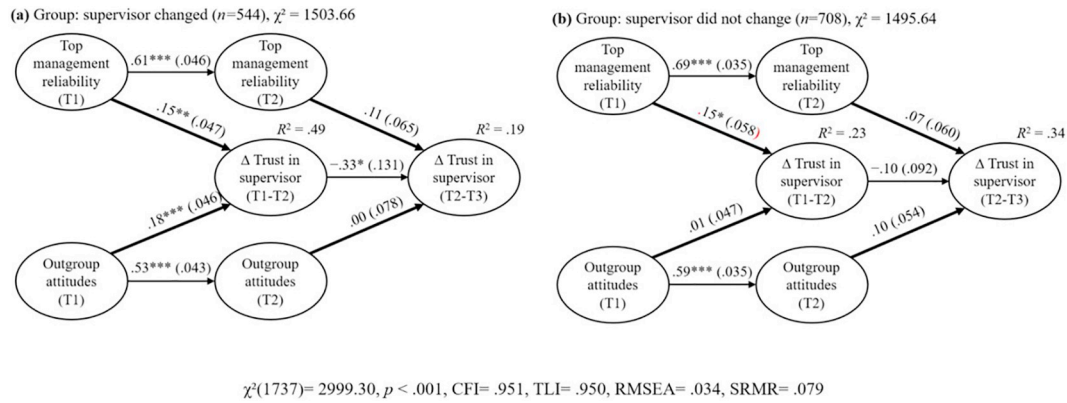 (a) Group: supervisor changed (n=544), χ² = 1503.66
Top
management
reliability
(T1)
.61*** (.046)
Top
management
reliability
(T2)
.15** (.047)
.11 (.065)
R² = .49
R² = .19
Δ Trust in
supervisor
(T1-T2)
−.33* (.131)
Δ Trust in
supervisor
(T2-T3)
.18*** (.046)
.00 (.078)
Outgroup
attitudes
(T1)
.53*** (.043)
Outgroup
attitudes
(T2)
(b) Group: supervisor did not change (n=708), χ² = 1495.64
Top
management
reliability
(T1)
.69*** (.035)
Top
management
reliability
(T2)
.15* (.058)
.07 (.060)
R² = .23
R² = .34
Δ Trust in
supervisor
(T1-T2)
−.10 (.092)
Δ Trust in
supervisor
(T2-T3)
.01 (.047)
.10 (.054)
Outgroup
attitudes
(T1)
.59*** (.035)
Outgroup
attitudes
(T2)
χ²(1737)= 2999.30, p < .001, CFI= .951, TLI= .950, RMSEA= .034, SRMR= .079